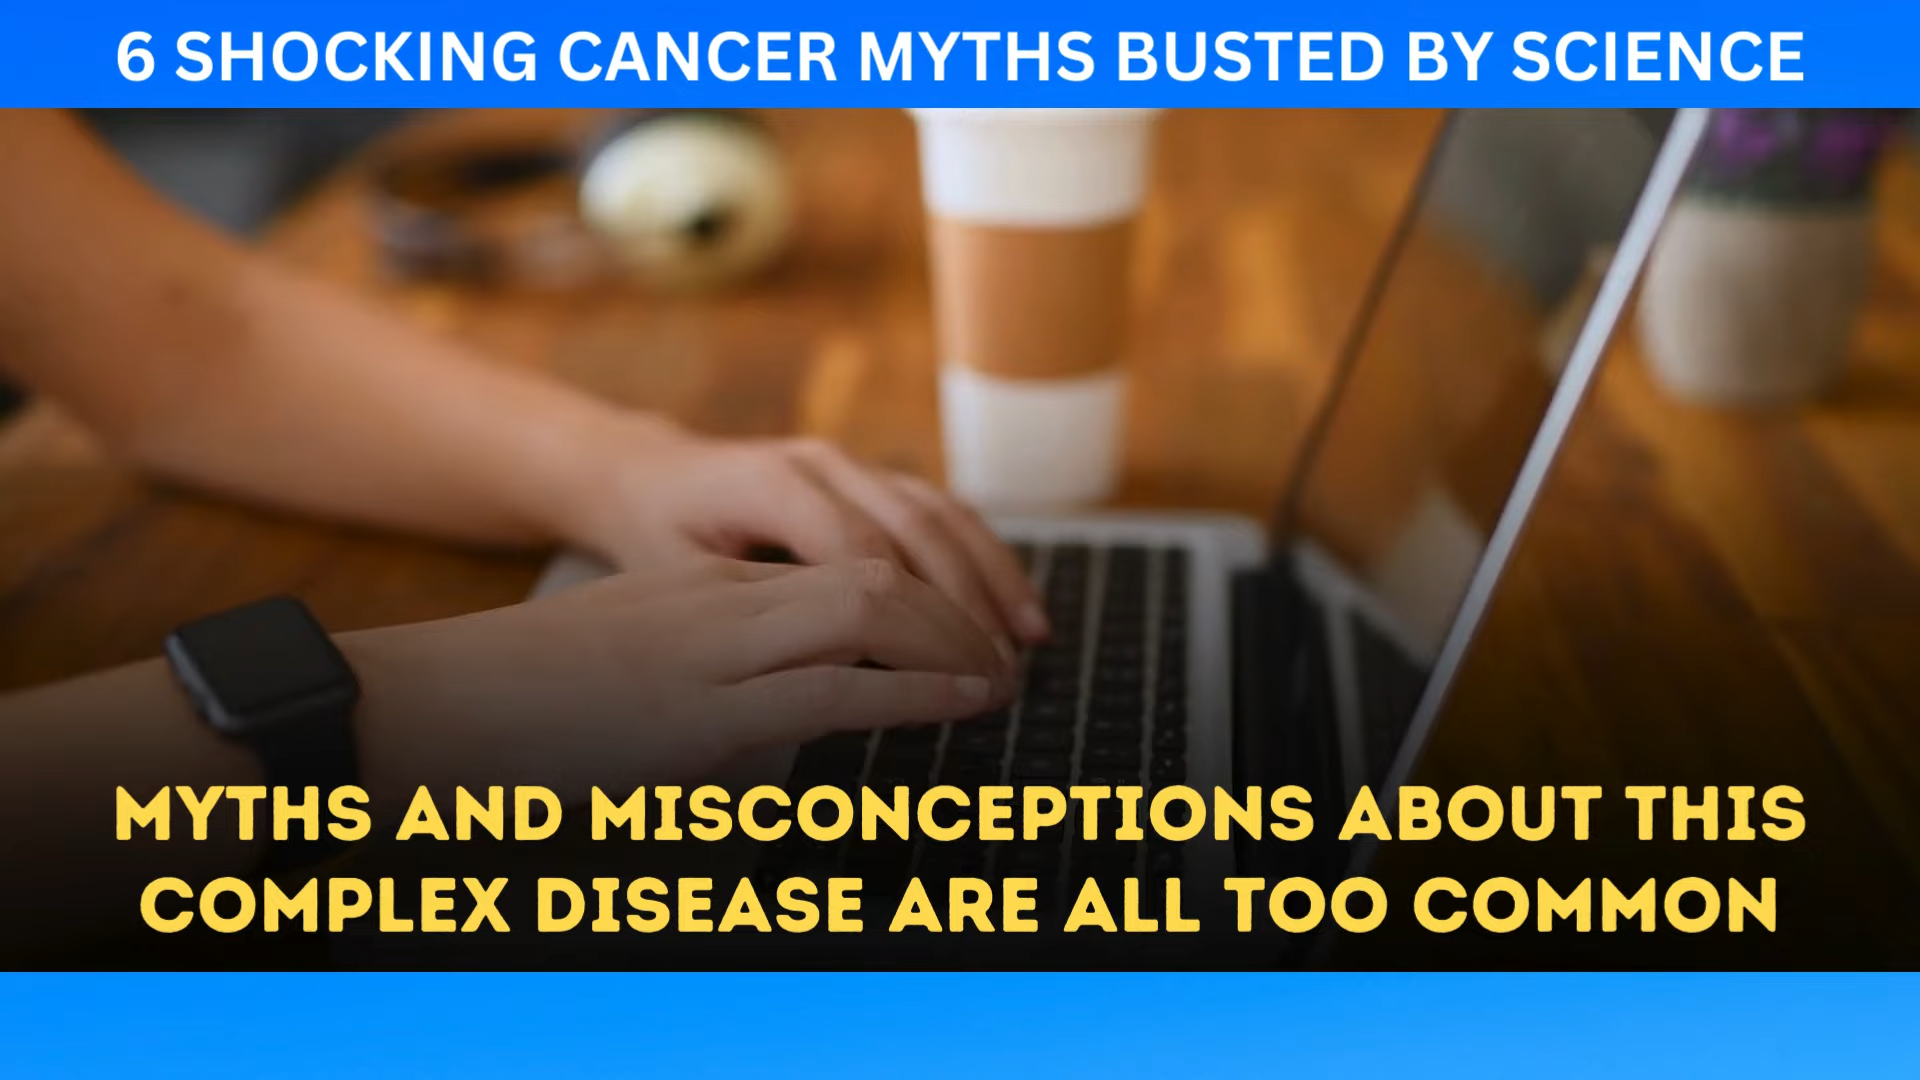 6 SHOCKING CANCER MYTHS BUSTED BY SCIENCE
MYTHS AND MISCONCEPTIONS ABOUT THIS
COMPLEX DISEASE ARE ALL TOO COMMON